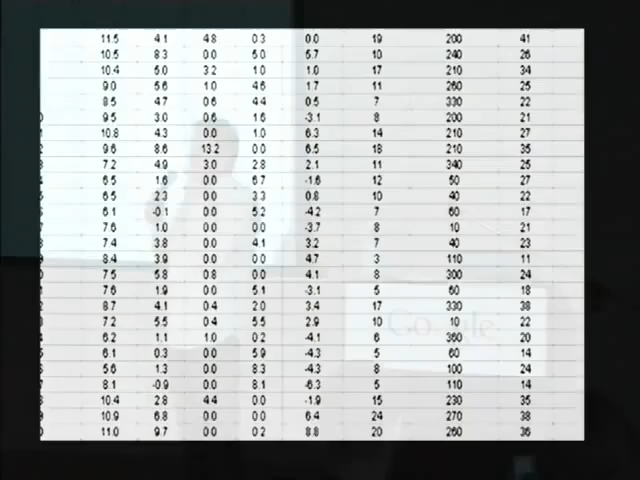 11.5 4.1 4.8 0.3 0.0 19 200 41
10.5 8.3 0.0 5.0 5.7 10 240 26
10.4 5.0 3.2 1.0 1.0 17 210 34
9.0 5.6 1.0 4.6 1.7 11 260 25
8.5 4.7 0.6 4.4 0.5 7 330 22
9.5 3.0 0.6 1.6 -3.1 8 200 21
10.8 4.3 0.0 1.0 6.3 14 210 27
9.6 8.6 13.2 0.0 6.5 18 210 35
7.2 4.9 3.0 2.8 2.1 11 340 25
6.5 1.6 0.0 6.7 -1.6 12 50 27
6.5 2.3 0.0 3.3 0.8 10 40 22
6.1 -0.1 0.0 5.2 -4.2 7 60 17
7.6 1.0 0.0 0.0 -3.7 8 10 21
7.4 3.8 0.0 4.1 3.2 7 40 23
8.4 3.9 0.0 0.0 4.7 3 110 11
7.5 5.8 0.8 0.0 4.1 8 300 24
7.6 1.9 0.0 5.1 -3.1 5 60 18
8.7 4.1 0.4 2.0 3.4 17 330 38
7.2 5.5 0.4 5.5 2.9 10 10 22
6.2 1.1 1.0 0.2 -4.1 6 360 20
6.1 0.3 0.0 5.9 -4.3 5 60 14
5.6 1.3 0.0 8.3 -4.3 8 100 24
8.1 -0.9 0.0 8.1 -6.3 5 110 14
10.4 2.8 4.4 0.0 -1.9 15 230 35
10.9 6.8 0.0 0.0 6.4 24 270 38
11.0 9.7 0.0 0.2 8.8 20 260 36
Google